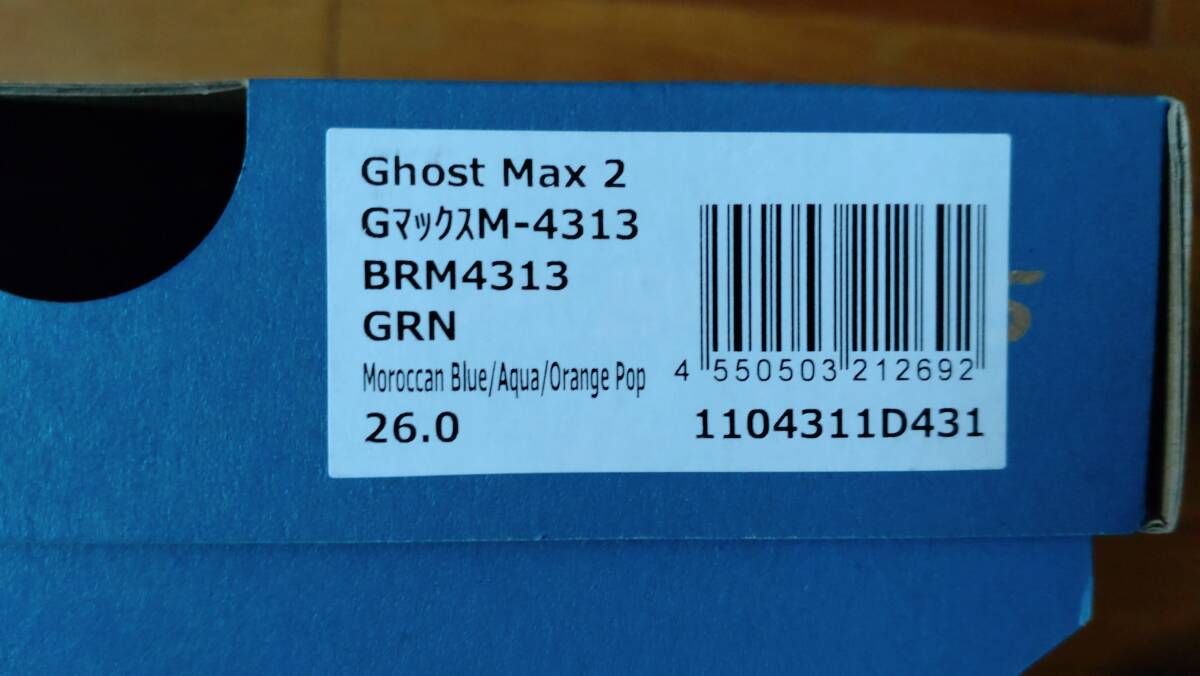 Ghost Max 2
GﾏｯｸｽM-4313
BRM4313
GRN
Moroccan Blue/Aqua/Orange Pop
4 550503 212692
26.0
1104311D431